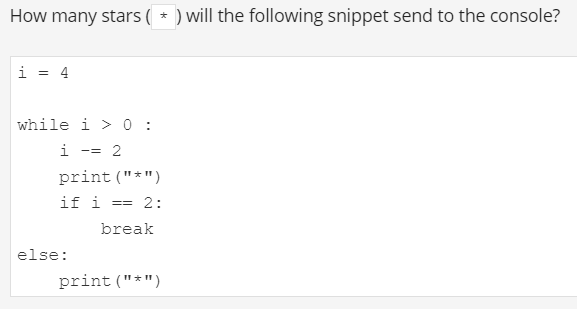 How many stars ( * ) will the following snippet send to the console?
i = 4
while i > 0 :
    i -= 2
    print("*")
    if i == 2:
        break
else:
    print("*")